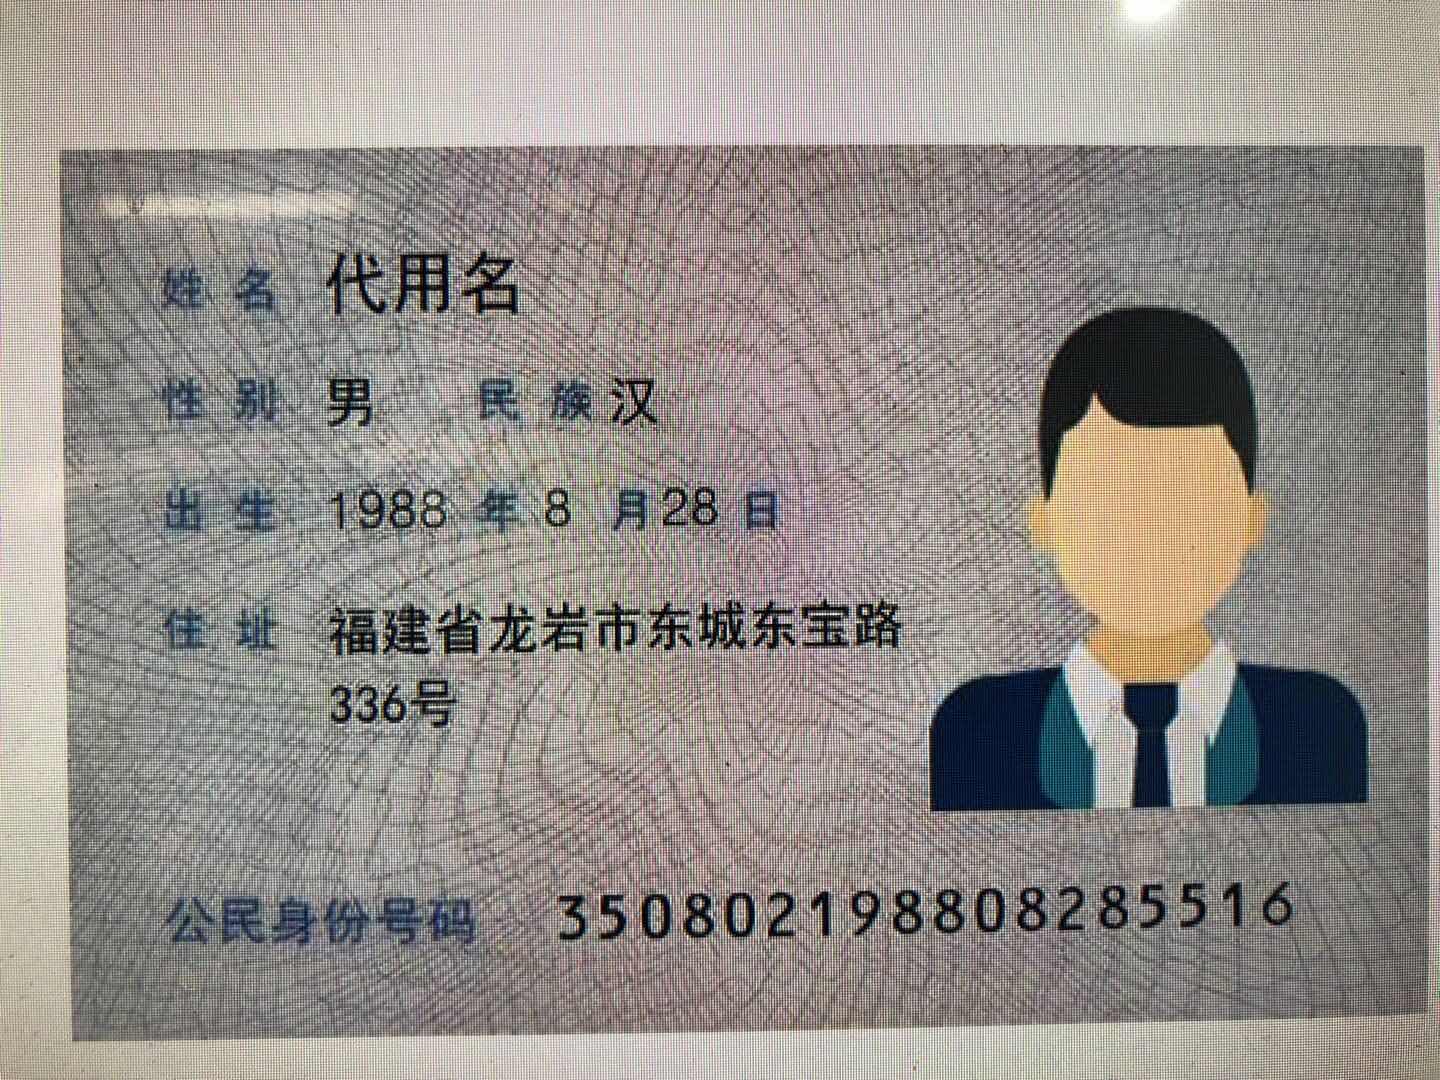 姓名 代用名
性别 男 民族 汉
出生 1988 年 8 月 28 日
住址 福建省龙岩市东城东宝路
336号
公民身份号码 350802198808285516